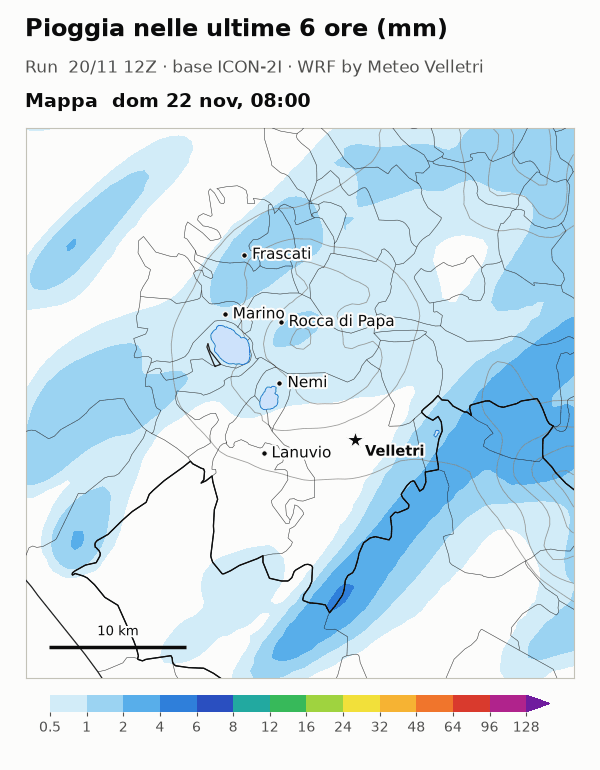 Pioggia nelle ultime 6 ore (mm)
Run  20/11 12Z · base ICON-2I · WRF by Meteo Velletri
Mappa  dom 22 nov, 08:00
Frascati
Marino
Rocca di Papa
Nemi
Velletri
Lanuvio
10 km
0.5 1 2 4 6 8 12 16 24 32 48 64 96 128